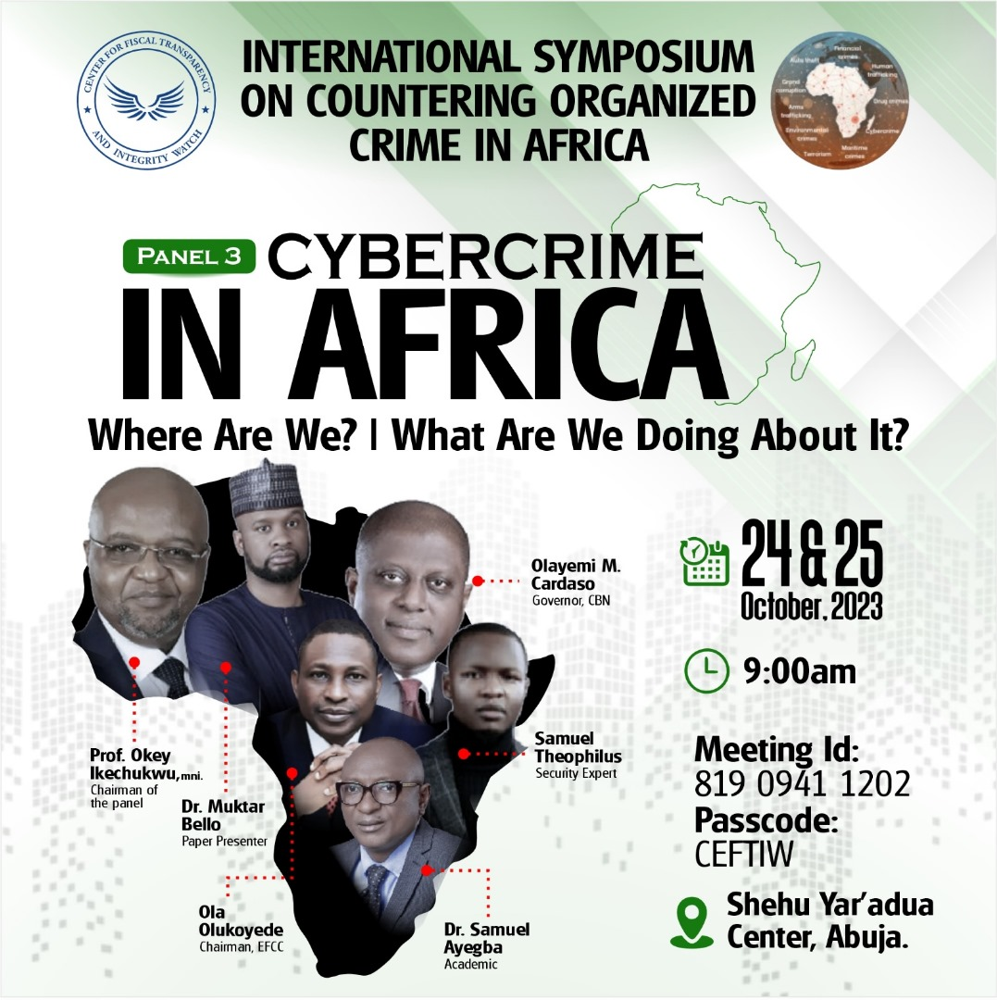 CENTER FOR FISCAL TRANSPARENCY
AND INTEGRITY WATCH
INTERNATIONAL SYMPOSIUM
ON COUNTERING ORGANIZED
CRIME IN AFRICA
Financial
crimes
Auto theft
Human
trafficking
Grand
corruption
Drug crimes
Arms
trafficking
Environmental
crimes
Cybercrime
Maritime
crimes
Terrorism
PANEL 3
CYBERCRIME
IN AFRICA
Where Are We? | What Are We Doing About It?
Olayemi M.
Cardaso
Governor, CBN
24 & 25
October, 2023
9:00am
Samuel
Theophilus
Security Expert
Prof. Okey
Ikechukwu, mni.
Chairman of
the panel
Dr. Muktar
Bello
Paper Presenter
Ola
Olukoyede
Chairman, EFCC
Dr. Samuel
Ayegba
Academic
Meeting Id:
819 0941 1202
Passcode:
CEFTIW
Shehu Yar'adua
Center, Abuja.